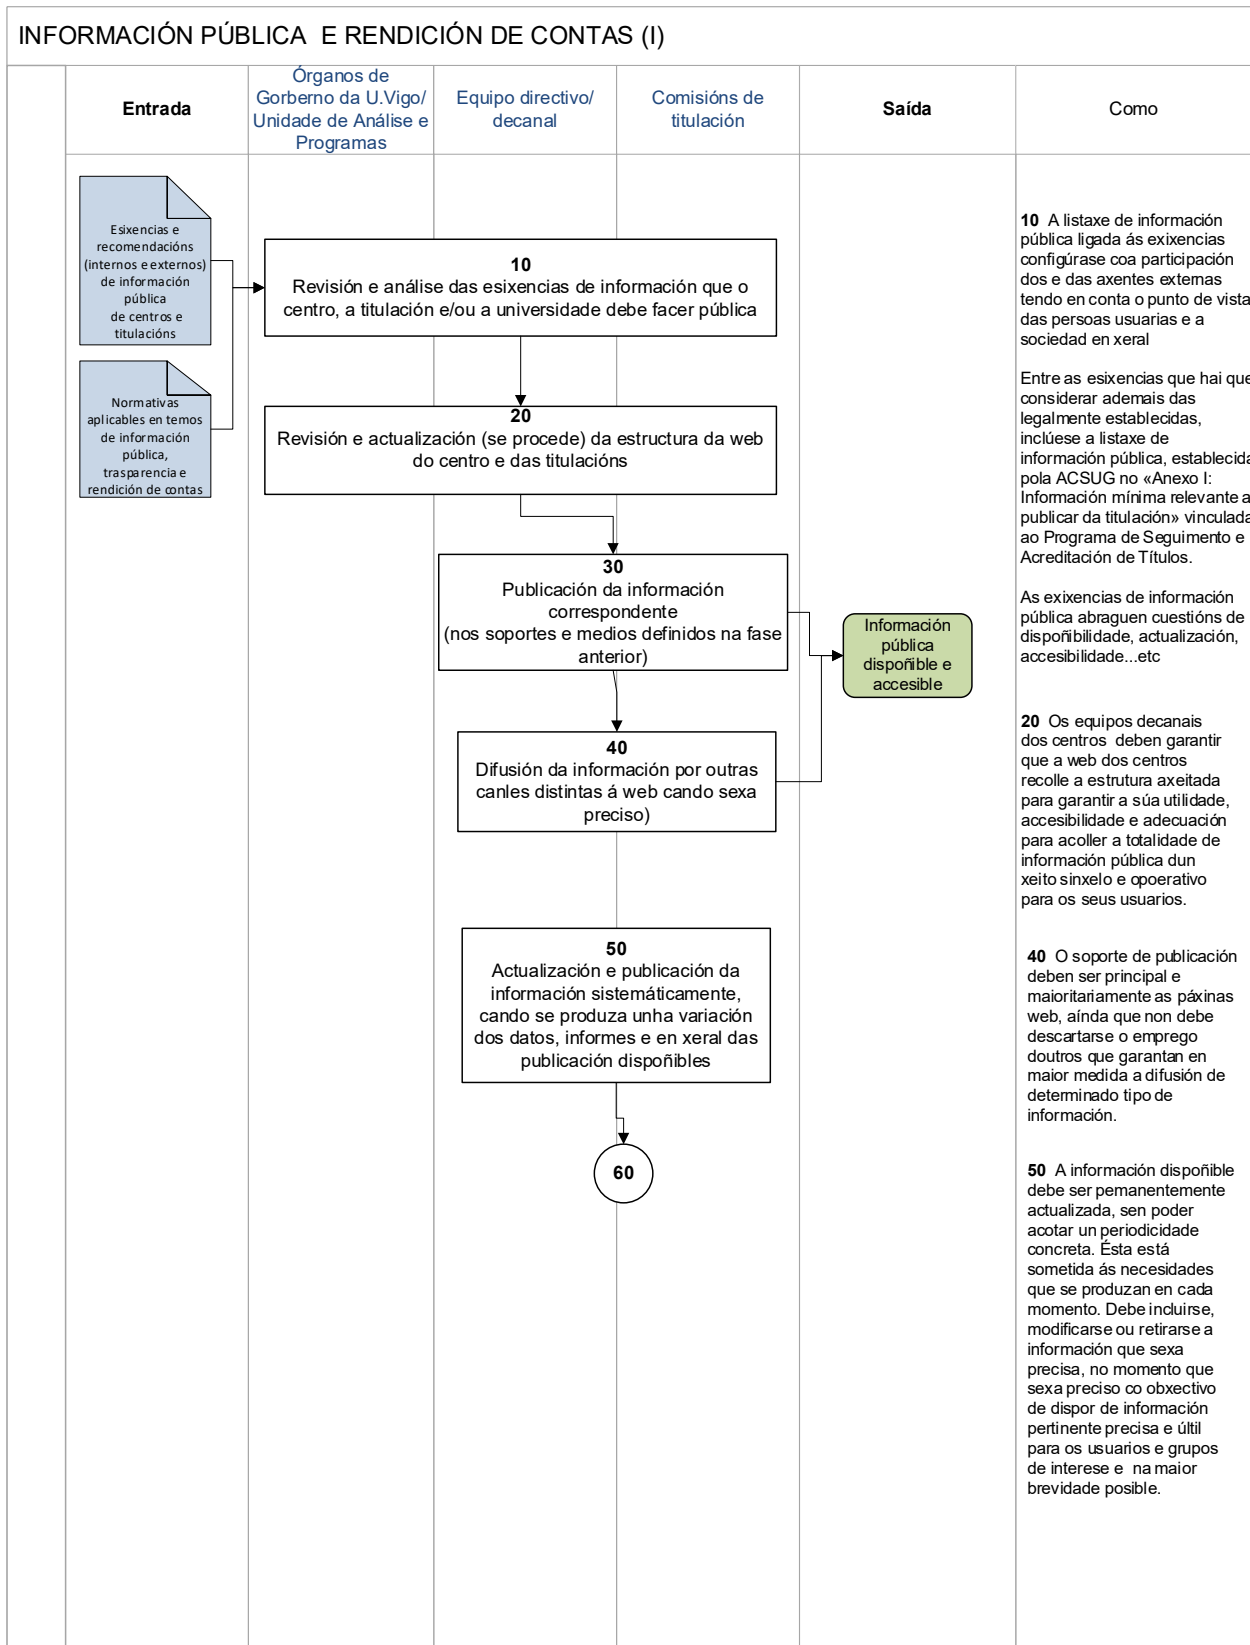 INFORMACIÓN PÚBLICA E RENDICIÓN DE CONTAS (I)
Entrada
Órganos de
Gorberno da U.Vigo/
Unidade de Análise e
Programas
Equipo directivo/
decanal
Comisións de
titulación
Saída
Como
Esixencias e
recomendacións
(internos e externos)
de información
pública
de centros e
titulacións
Normativas
aplicables en temos
de información
pública,
trasparencia e
rendición de contas
10
Revisión e análise das esixencias de información que o
centro, a titulación e/ou a universidade debe facer pública
20
Revisión e actualización (se procede) da estructura da web
do centro e das titulacións
30
Publicación da información
correspondente
(nos soportes e medios definidos na fase
anterior)
Información
pública
dispoñible e
accesible
40
Difusión da información por outras
canles distintas á web cando sexa
preciso)
50
Actualización e publicación da
información sistemáticamente,
cando se produza unha variación
dos datos, informes e en xeral das
publicación dispoñibles
60
10 A listaxe de información
pública ligada ás exixencias
configúrase coa participación
dos e das axentes externas
tendo en conta o punto de vista
das persoas usuarias e a
sociedad en xeral
Entre as esixencias que hai que
considerar ademais das
legalmente establecidas,
inclúese a listaxe de
información pública, establecida
pola ACSUG no «Anexo I:
Información mínima relevante a
publicar da titulación» vinculada
ao Programa de Seguimento e
Acreditación de Títulos.
As exixencias de información
pública abraguen cuestións de
dispoñibilidade, actualización,
accesibilidade...etc
20 Os equipos decanais
dos centros deben garantir
que a web dos centros
recolle a estrutura axeitada
para garantir a súa utilidade,
accesibilidade e adecuación
para acoller a totalidade de
información pública dun
xeito sinxelo e opoerativo
para os seus usuarios.
40 O soporte de publicación
deben ser principal e
maioritariamente as páxinas
web, aínda que non debe
descartarse o emprego
doutros que garantan en
maior medida a difusión de
determinado tipo de
información.
50 A información dispoñible
debe ser pemanentemente
actualizada, sen poder
acotar un periodicidade
concreta. Ésta está
sometida ás necesidades
que se produzan en cada
momento. Debe incluirse,
modificarse ou retirarse a
información que sexa
precisa, no momento que
sexa preciso co obxectivo
de dispor de información
pertinente precisa e últil
para os usuarios e grupos
de interese e na maior
brevidade posible.